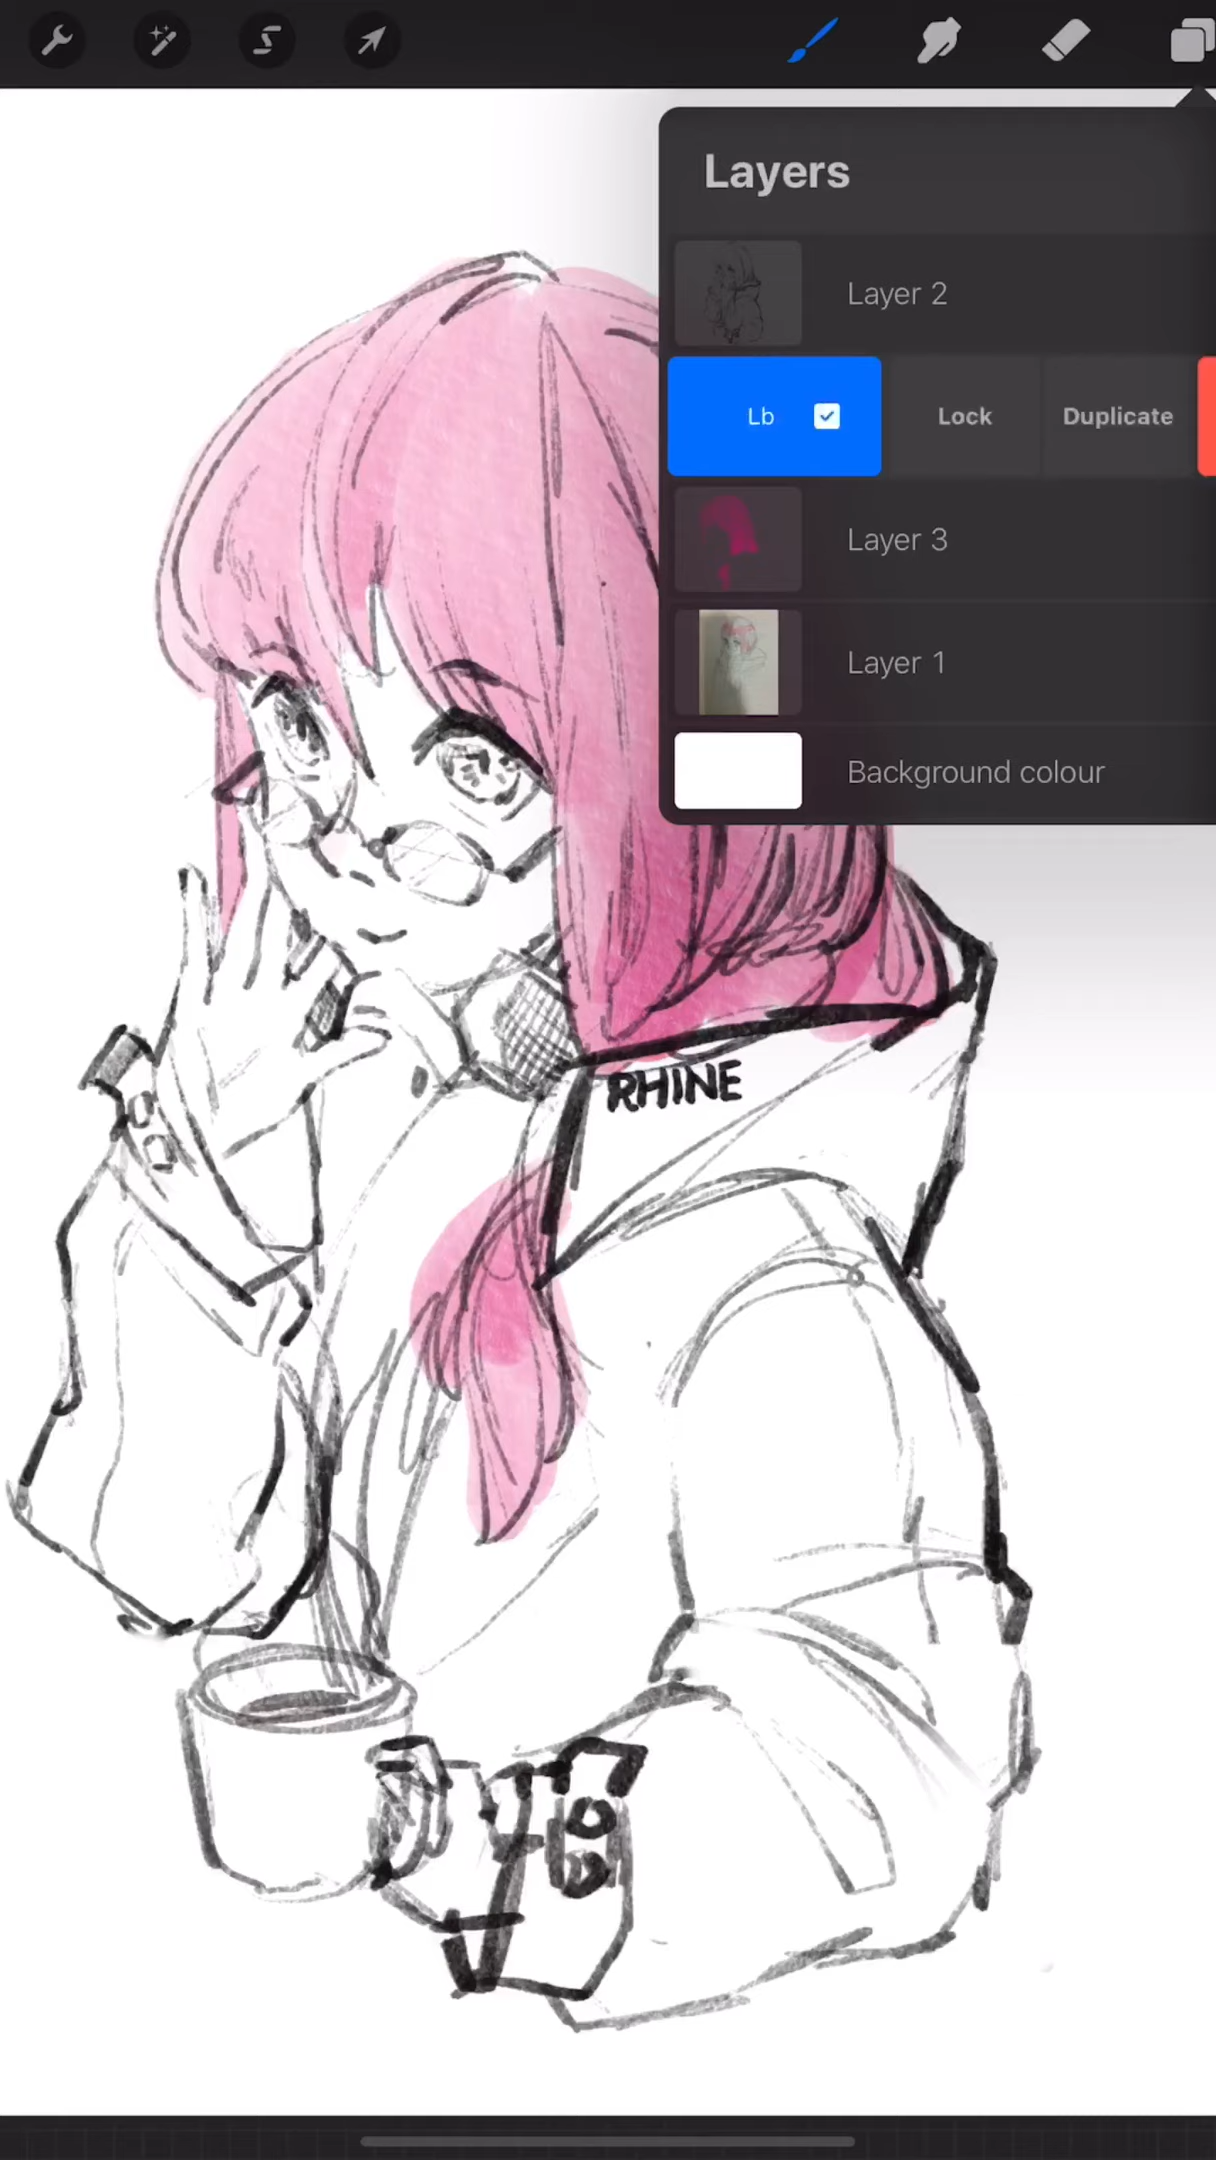 Layers
Layer 2
Lb
Lock
Duplicate
Layer 3
Layer 1
Background colour
RHINE